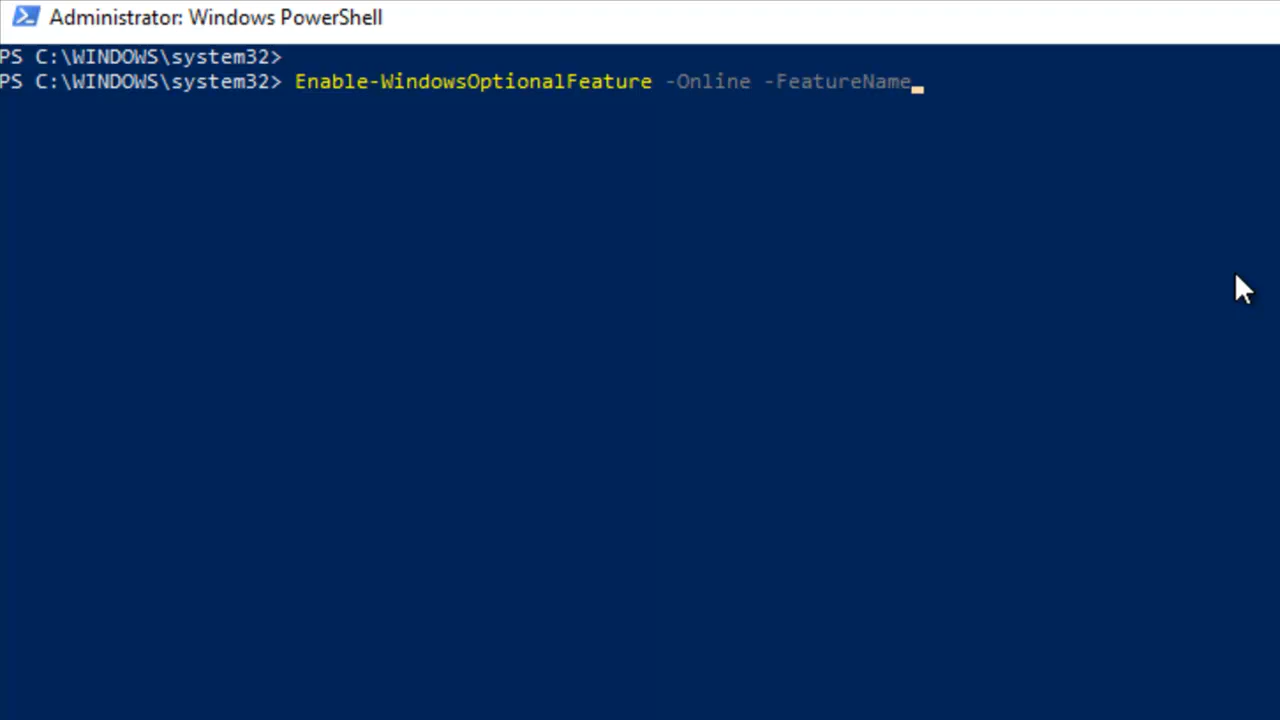 Administrator: Windows PowerShell
PS C:\WINDOWS\system32>
PS C:\WINDOWS\system32> Enable-WindowsOptionalFeature -Online -FeatureName